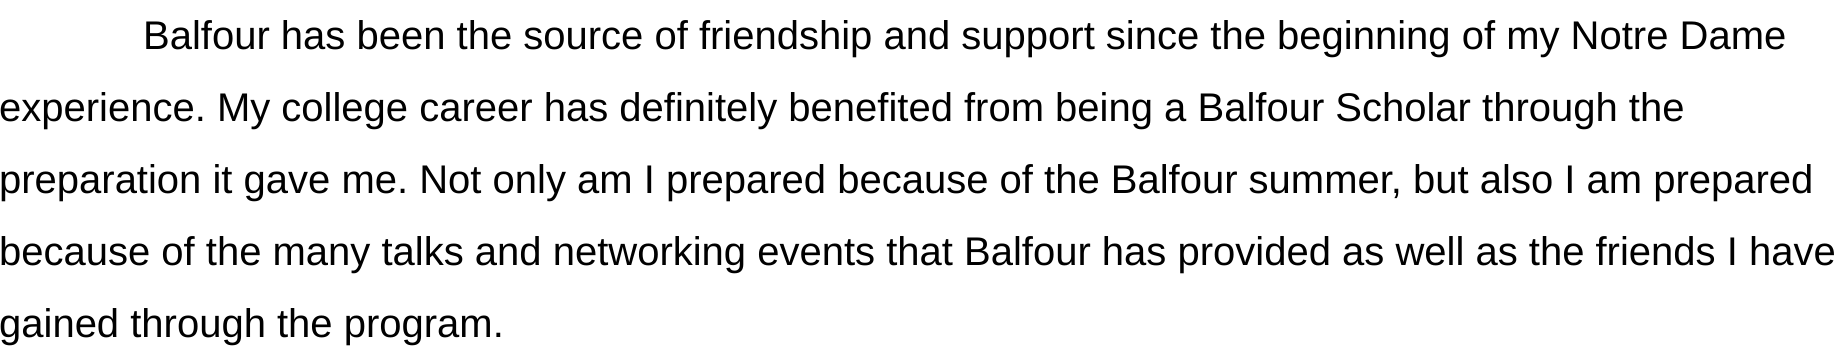 Balfour has been the source of friendship and support since the beginning of my Notre Dame
experience. My college career has definitely benefited from being a Balfour Scholar through the
preparation it gave me. Not only am I prepared because of the Balfour summer, but also I am prepared
because of the many talks and networking events that Balfour has provided as well as the friends I have
gained through the program.